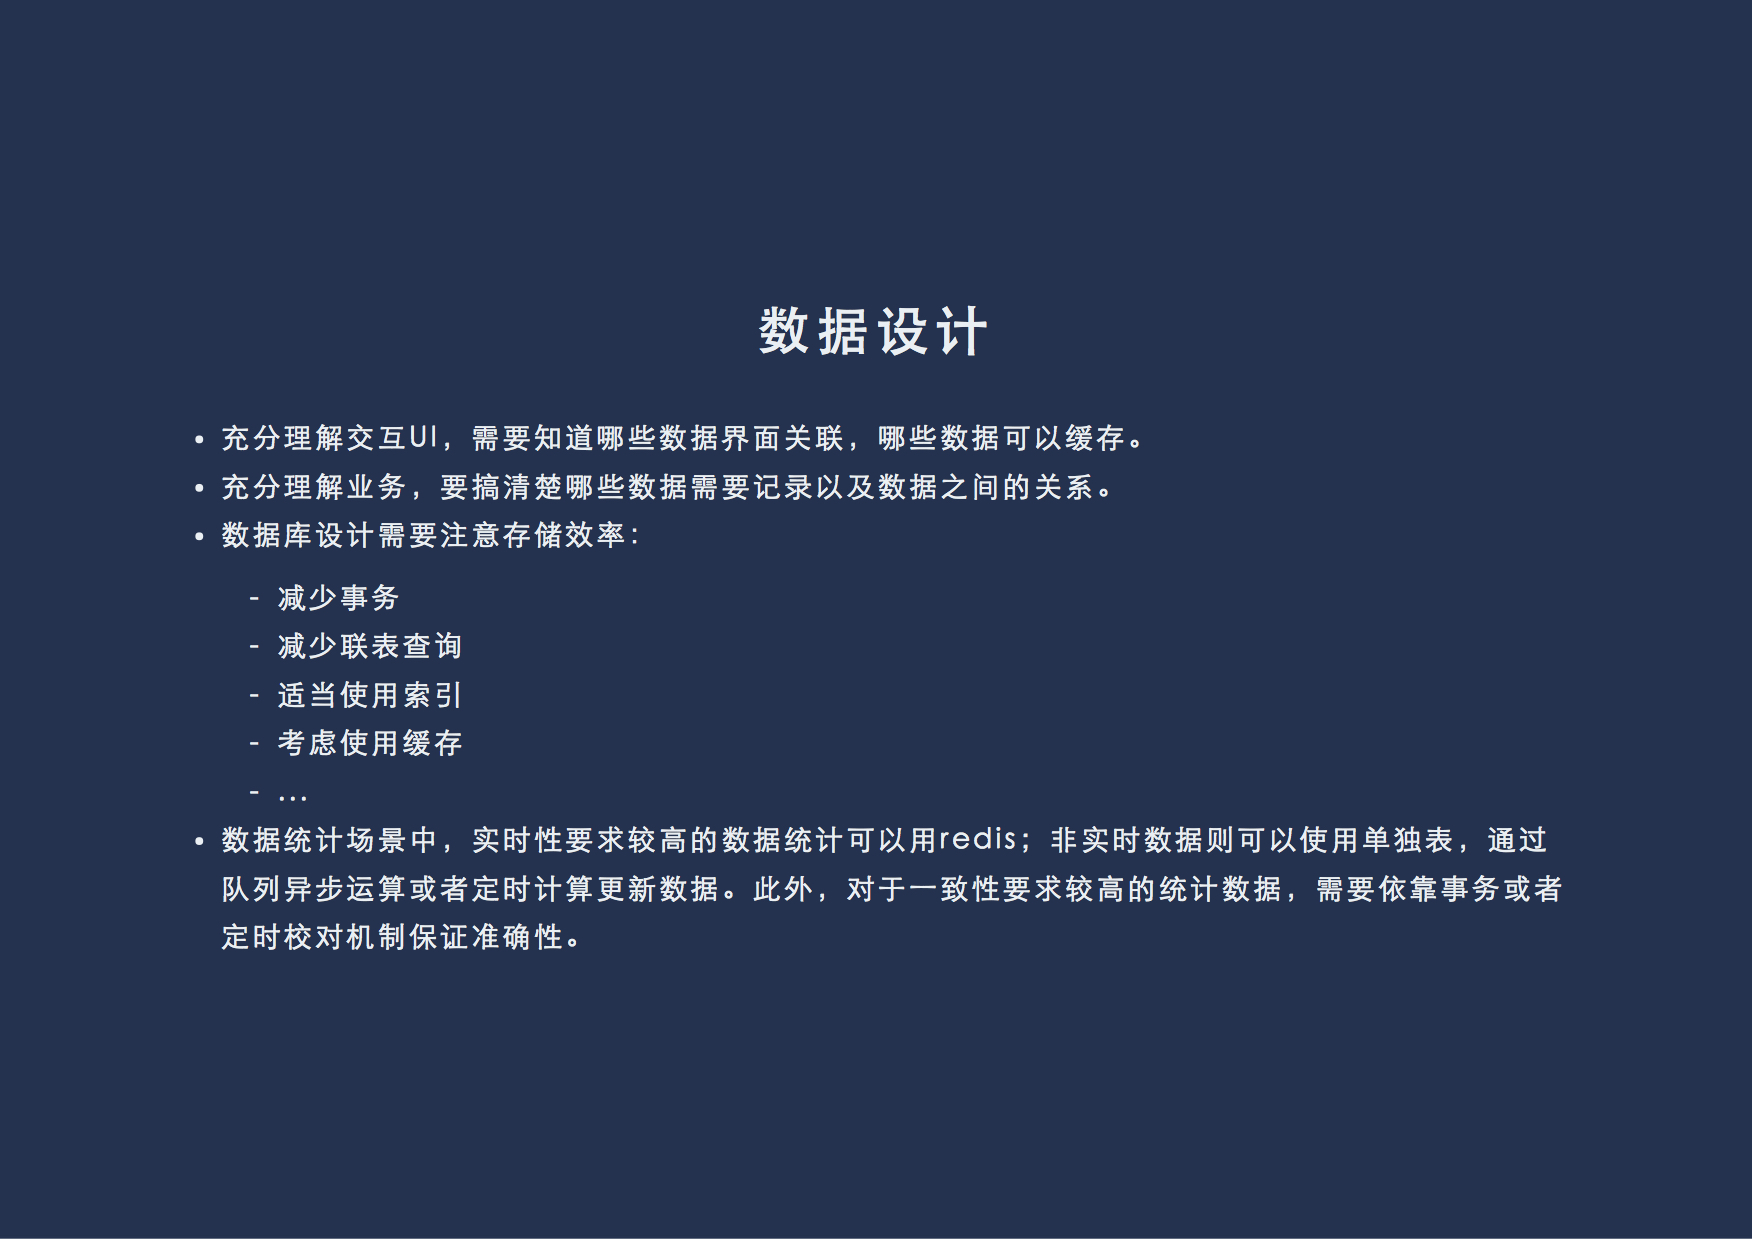 数据设计
• 充分理解交互UI，需要知道哪些数据界面关联，哪些数据可以缓存。
• 充分理解业务，要搞清楚哪些数据需要记录以及数据之间的关系。
• 数据库设计需要注意存储效率：
- 减少事务
- 减少联表查询
- 适当使用索引
- 考虑使用缓存
- ...
• 数据统计场景中，实时性要求较高的数据统计可以用redis；非实时数据则可以使用单独表，通过
队列异步运算或者定时计算更新数据。此外，对于一致性要求较高的统计数据，需要依靠事务或者
定时校对机制保证准确性。